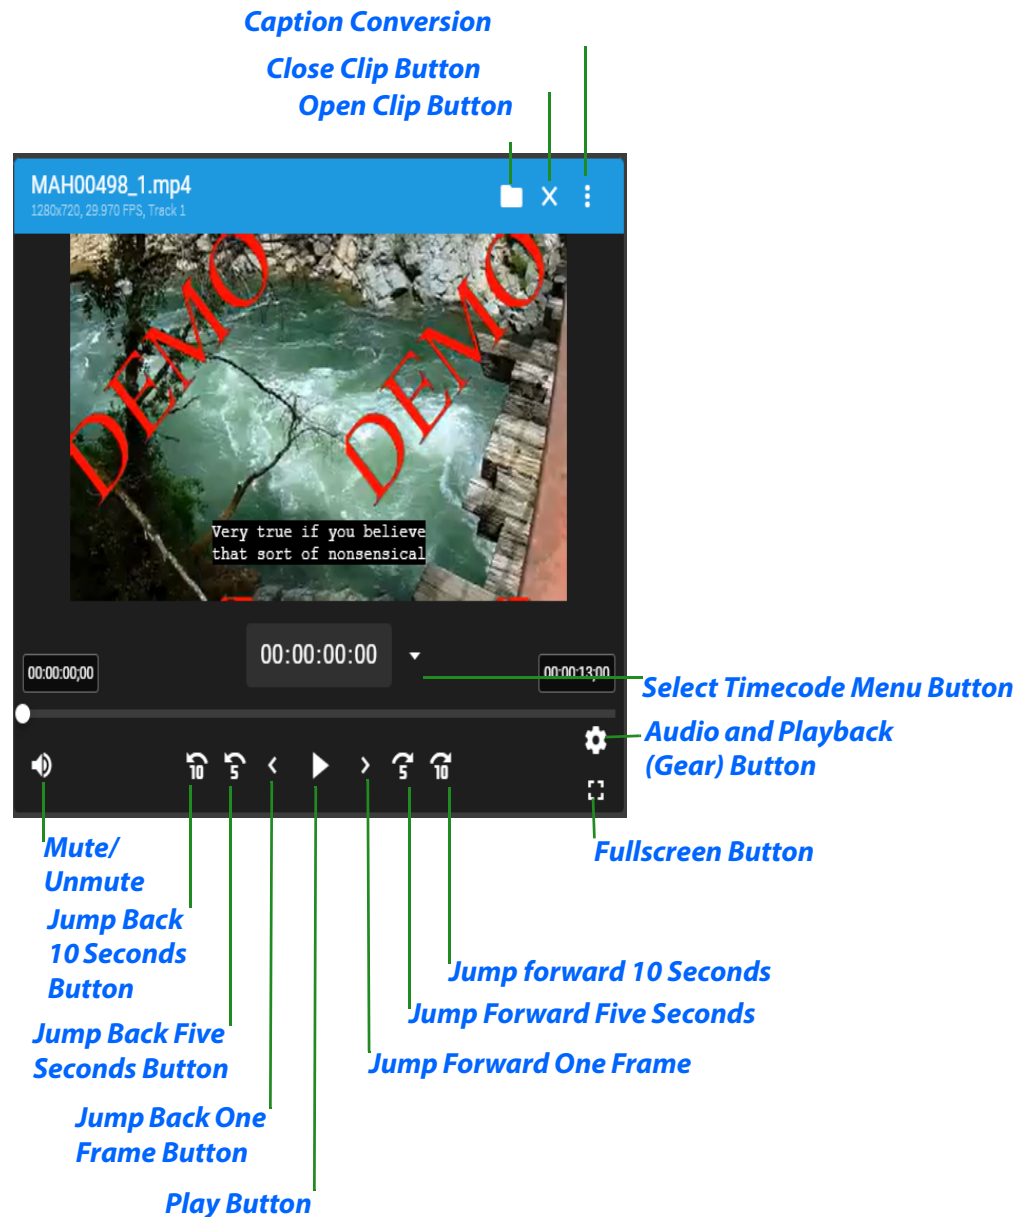 Caption Conversion
Close Clip Button
Open Clip Button
MAH00498_1.mp4
1280x720, 29.970 FPS, Track 1
DEMO
DEMO
Very true if you believe
that sort of nonsensical
00:00:00:00
00:00:00;00
00:00:13;00
Select Timecode Menu Button
Audio and Playback
(Gear) Button
10
5
5
10
Mute/
Unmute
Fullscreen Button
Jump Back
10 Seconds
Button
Jump forward 10 Seconds
Jump Forward Five Seconds
Jump Back Five
Seconds Button
Jump Forward One Frame
Jump Back One
Frame Button
Play Button